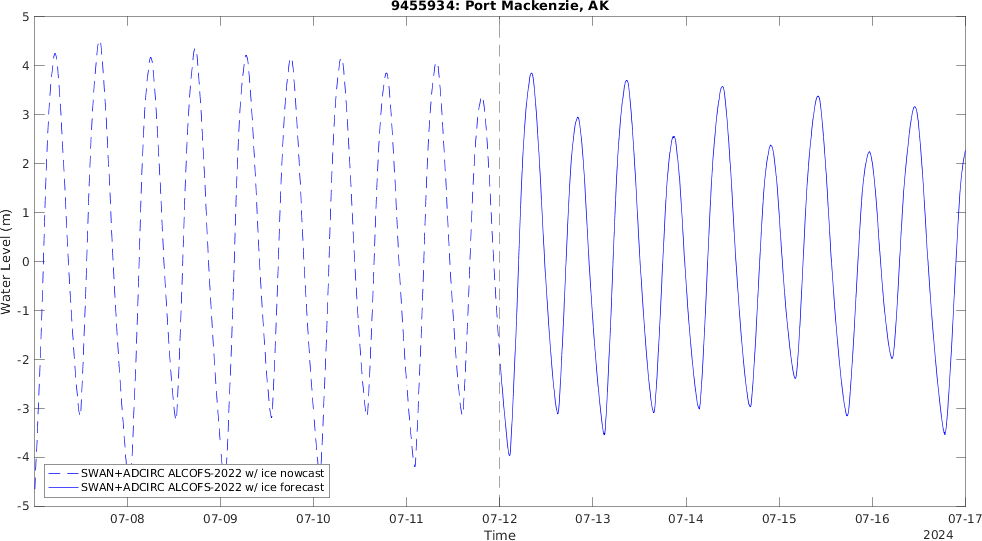 9455934: Port Mackenzie, AK
5
4
3
2
1
0
-1
-2
-3
-4
-5
Water Level (m)
SWAN+ADCIRC ALCOFS-2022 w/ ice nowcast
SWAN+ADCIRC ALCOFS-2022 w/ ice forecast
07-08 07-09 07-10 07-11 07-12 07-13 07-14 07-15 07-16 07-17
Time
2024